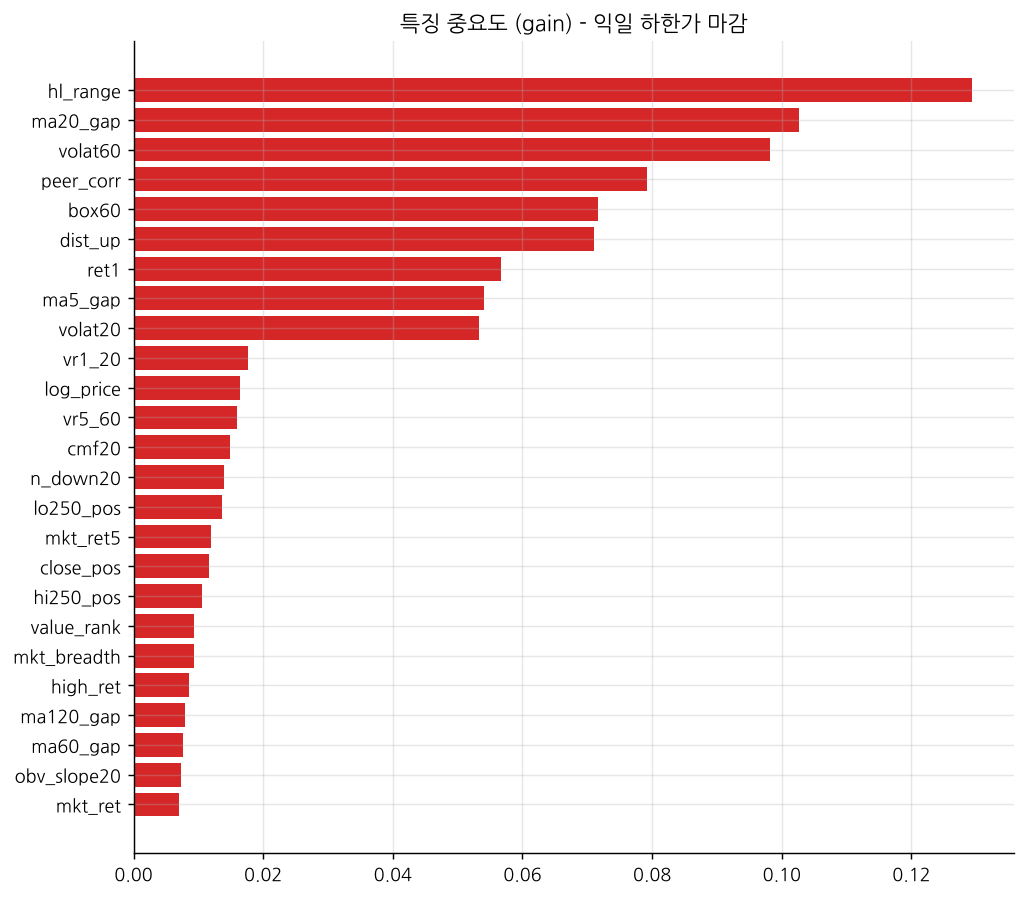 특징 중요도 (gain) - 익일 하한가 마감
hl_range
ma20_gap
volat60
peer_corr
box60
dist_up
ret1
ma5_gap
volat20
vr1_20
log_price
vr5_60
cmf20
n_down20
lo250_pos
mkt_ret5
close_pos
hi250_pos
value_rank
mkt_breadth
high_ret
ma120_gap
ma60_gap
obv_slope20
mkt_ret
0.00 0.02 0.04 0.06 0.08 0.10 0.12